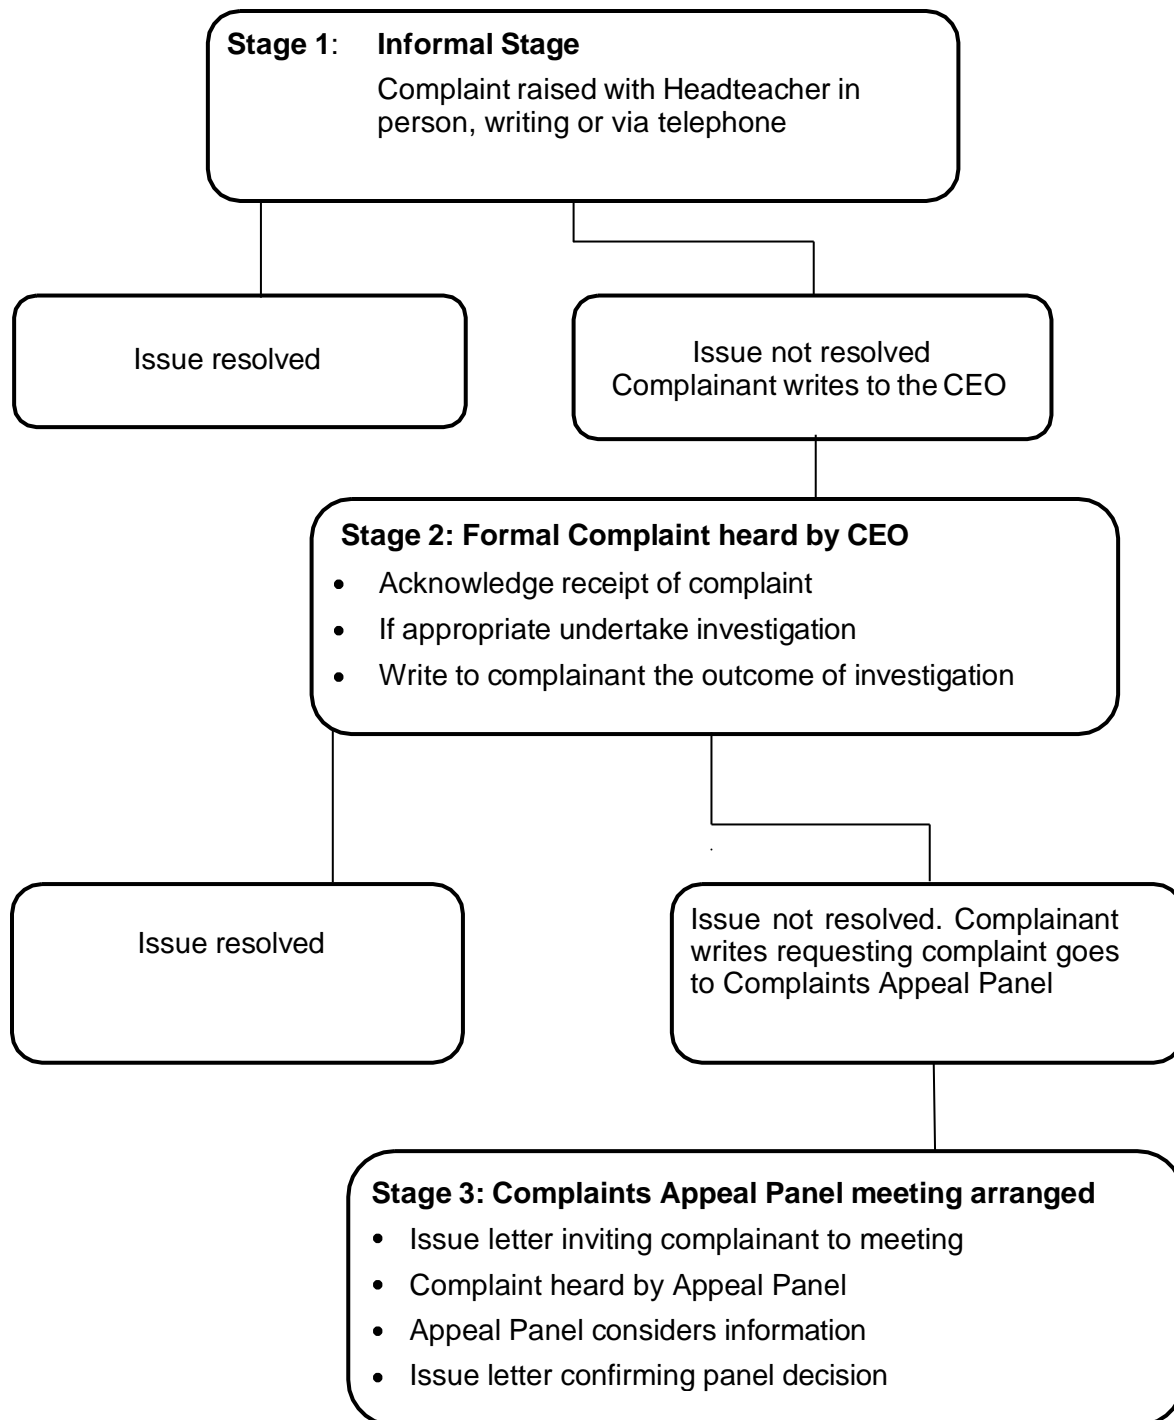 Stage 1: Informal Stage
Complaint raised with Headteacher in
person, writing or via telephone
Issue resolved
Issue not resolved
Complainant writes to the CEO
Stage 2: Formal Complaint heard by CEO
• Acknowledge receipt of complaint
• If appropriate undertake investigation
• Write to complainant the outcome of investigation
Issue resolved
Issue not resolved. Complainant
writes requesting complaint goes
to Complaints Appeal Panel
Stage 3: Complaints Appeal Panel meeting arranged
• Issue letter inviting complainant to meeting
• Complaint heard by Appeal Panel
• Appeal Panel considers information
• Issue letter confirming panel decision